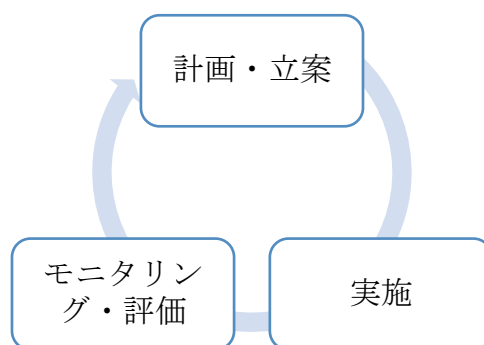 計画・立案
モニタリン
グ・評価
実施